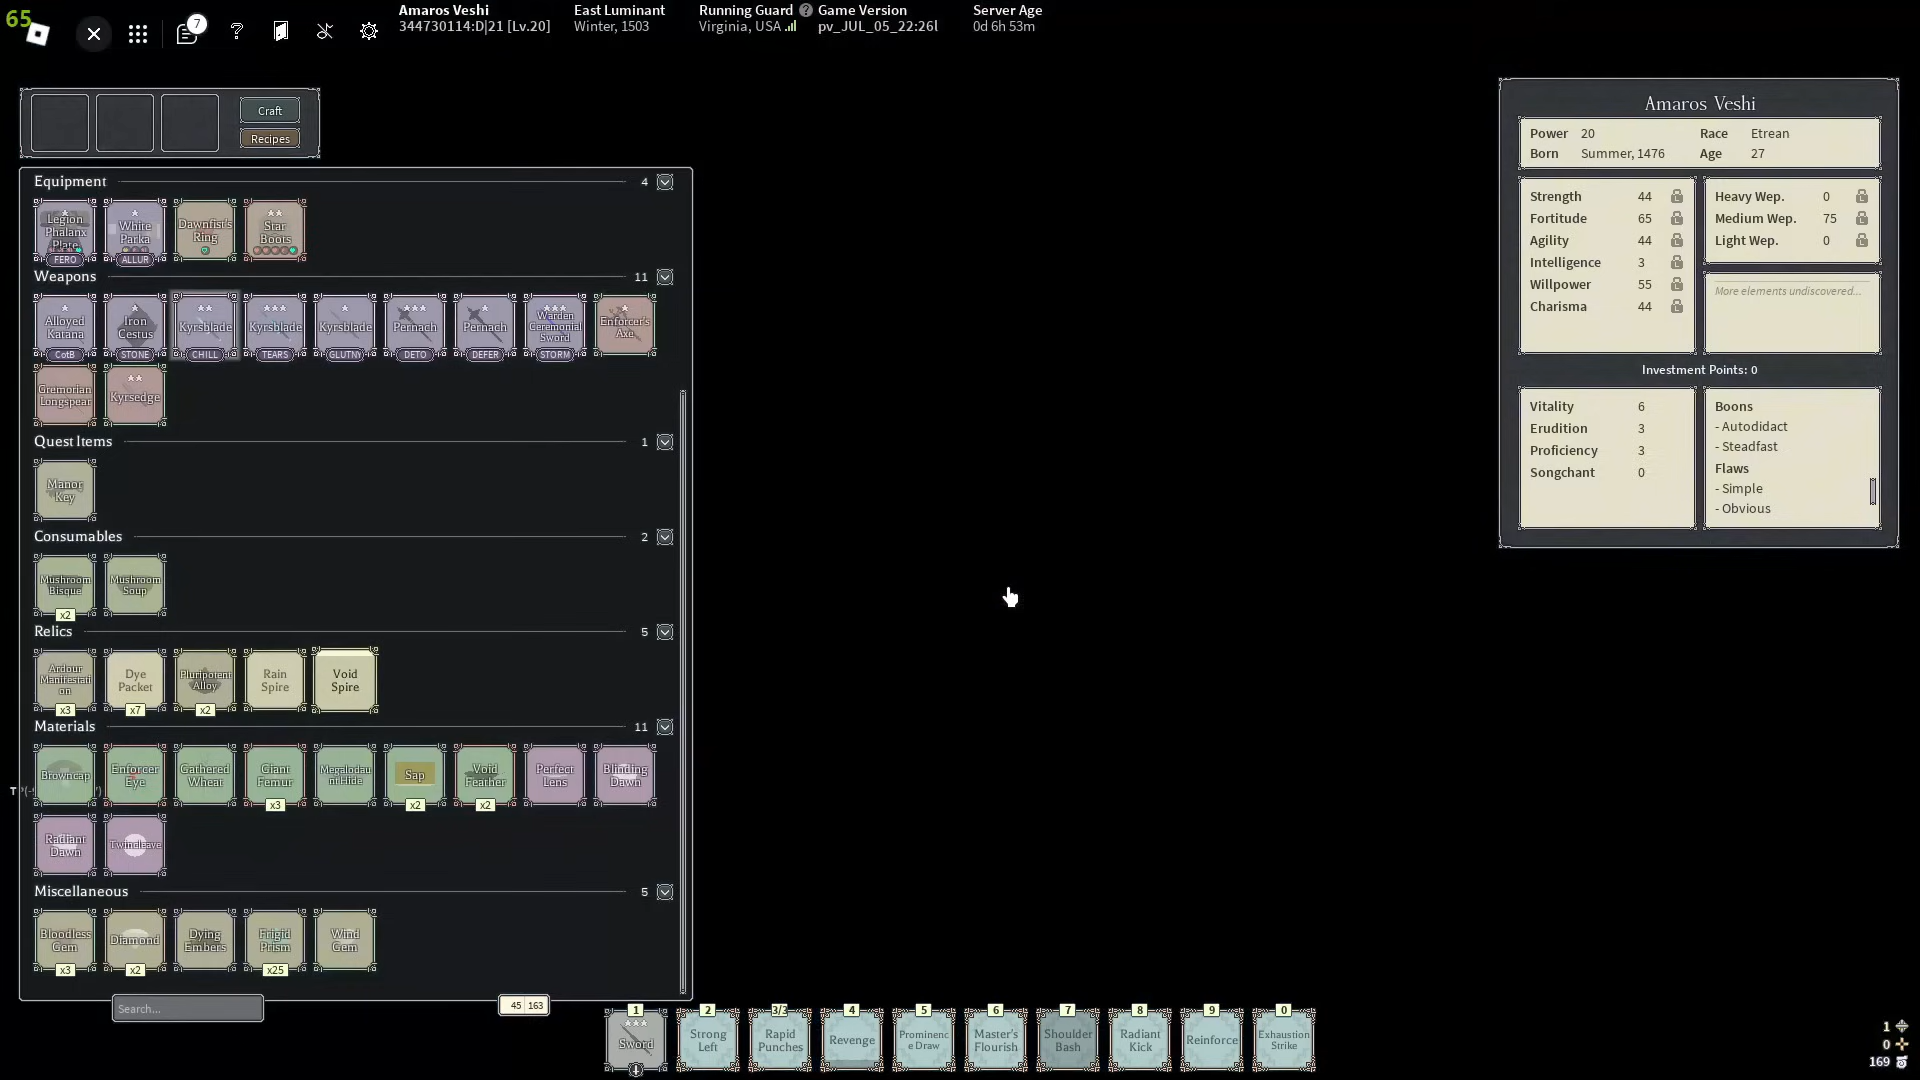 65
7
Amaros Veshi
344730114:D|21 [Lv.20]
East Luminant
Winter, 1503
Running Guard
Virginia, USA
Game Version
pv_JUL_05_22:26l
Server Age
0d 6h 53m
Craft
Recipes
Equipment 4
Legion Phalanx Plate
FERO
White Parka
ALLUR
Dawnfist's Ring
Star Boots
Weapons 11
Alloyed Katana
CotB
Iron Cestus
STONE
Kyrsblade
CHILL
Kyrsblade
TEARS
Kyrsblade
GLUTNY
Pernach
DETO
Pernach
DEFER
Warden Ceremonial Sword
STORM
Enforcer's Axe
Gremorian Longspear
Kyrsedge
Quest Items 1
Manor Key
Consumables 2
Mushroom Bisque
x2
Mushroom Soup
Relics 5
Ardour Manifestation
x3
Dye Packet
x7
Pluripotent Alloy
x2
Rain Spire
Void Spire
Materials 11
Browncap
Enforcer Eye
Gathered Wheat
Giant Femur
x3
Megalodaunt Hide
Sap
x2
Void Feather
x2
Perfect Lens
Blinding Dawn
Radiant Dawn
Twincleave
Miscellaneous 5
Bloodless Gem
x3
Diamond
x2
Dying Embers
Frigid Prism
x25
Wind Gem
Search...
45 163
1
Sword
2
Strong Left
Rapid Punches
4
Revenge
5
Prominence Draw
6
Master's Flourish
7
Shoulder Bash
8
Radiant Kick
9
Reinforce
0
Exhaustion Strike
Amaros Veshi
Power 20
Race Etrean
Born Summer, 1476
Age 27
Strength 44
Fortitude 65
Agility 44
Intelligence 3
Willpower 55
Charisma 44
Heavy Wep. 0
Medium Wep. 75
Light Wep. 0
More elements undiscovered...
Investment Points: 0
Vitality 6
Erudition 3
Proficiency 3
Songchant 0
Boons
- Autodidact
- Steadfast
Flaws
- Simple
- Obvious
1
0
169